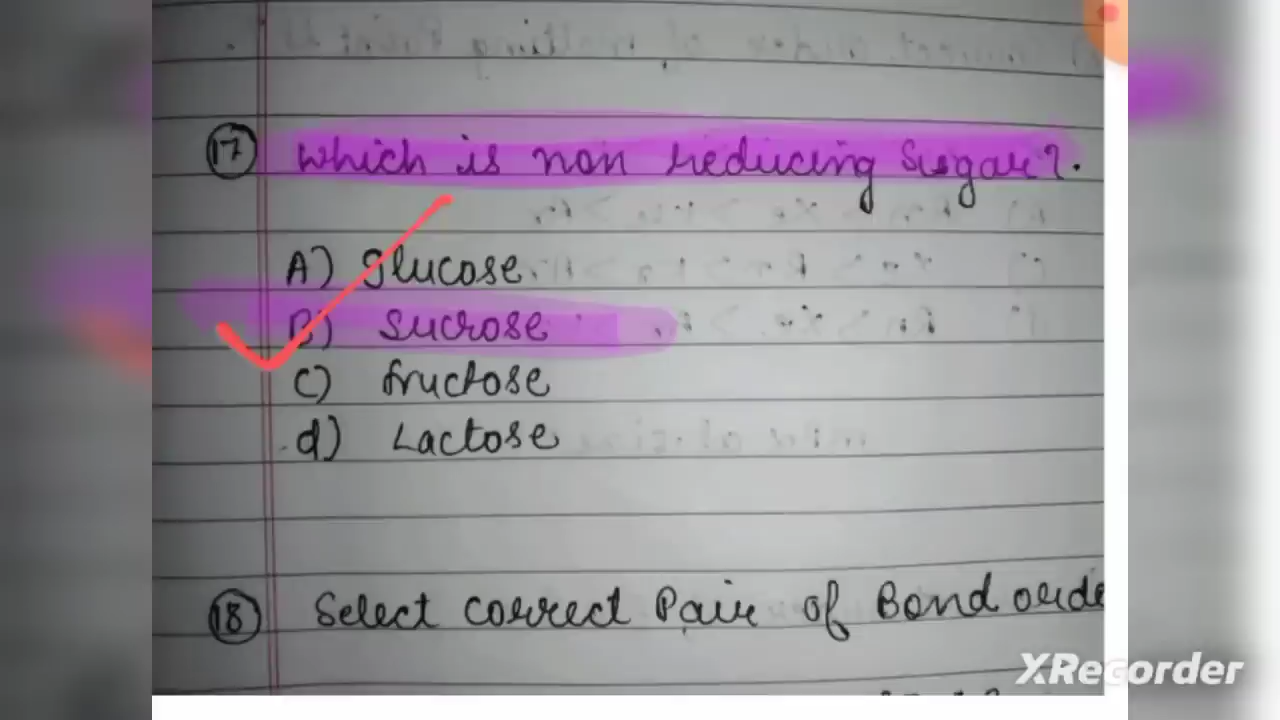 17 Which is non reducing Sugar?.
A) Glucose
B) Sucrose
C) fructose
d) Lactose
18 Select correct Pair of Bond orde
XRecorder